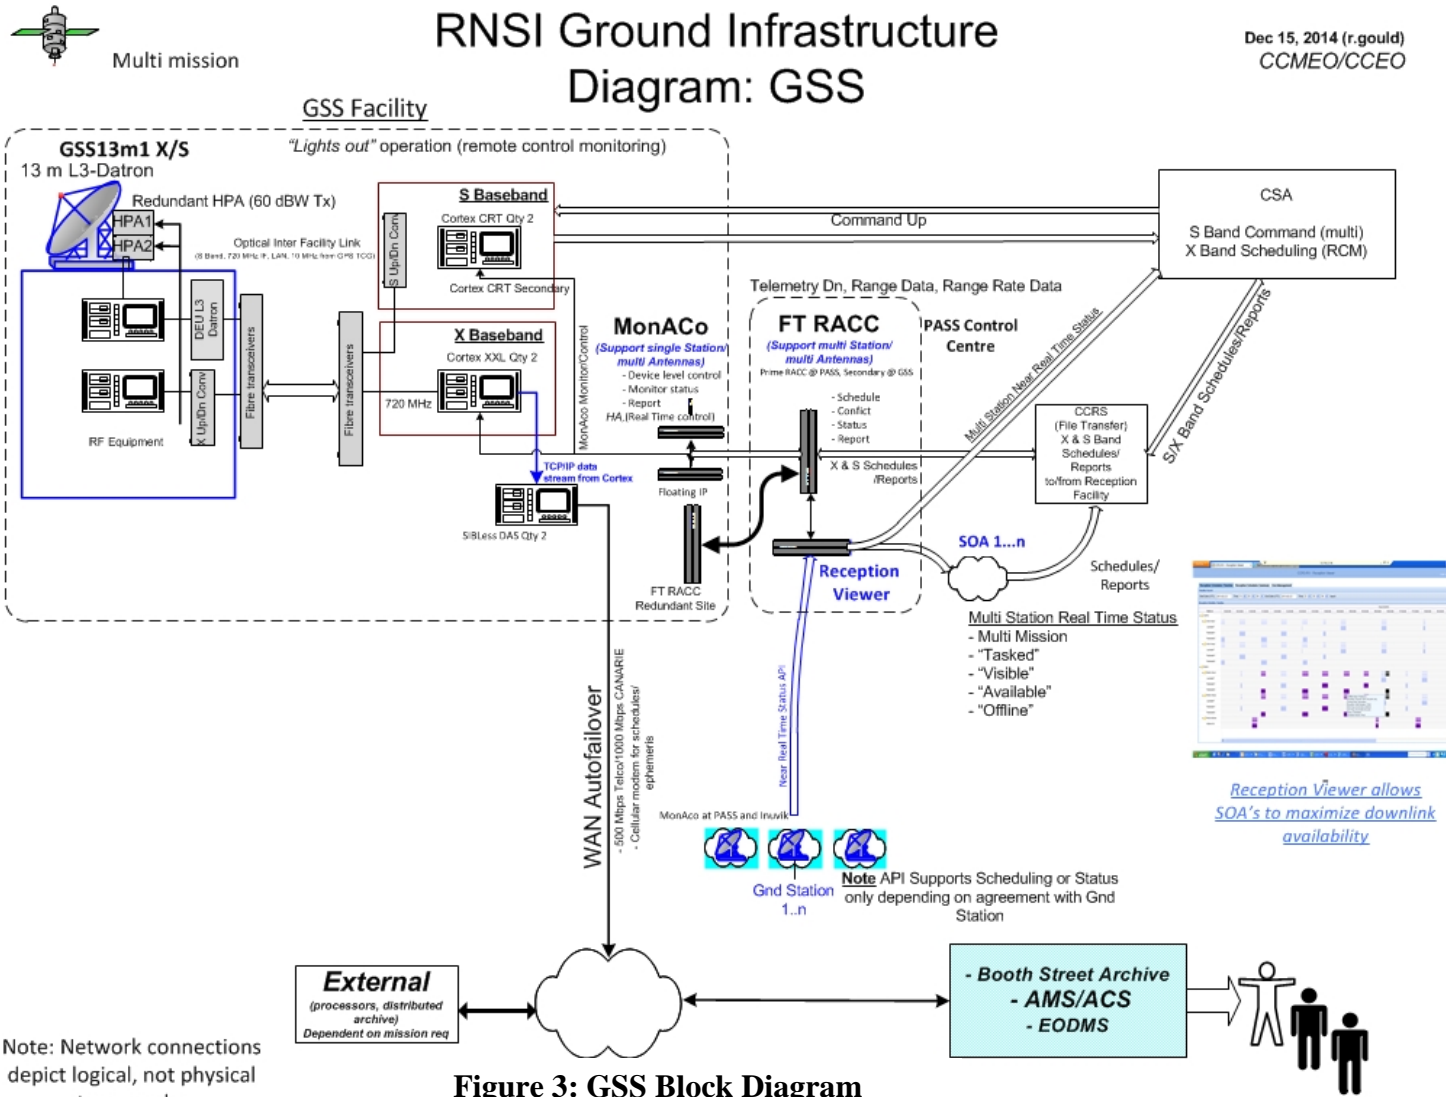 RNSI Ground Infrastructure
Diagram: GSS
Dec 15, 2014 (r.gould)
CCMEO/CCEO
Multi mission
GSS Facility
"Lights out" operation (remote control monitoring)
GSS13m1 X/S
13 m L3-Datron
Redundant HPA (60 dBW Tx)
HPA1
HPA2
Optical Inter Facility Link
(S Band, 720 MHz IF, LAN, 10 MHz from GPS TCG)
DEU L3
Datron
X Up/Dn Conv
RF Equipment
Fibre transceivers
Fibre transceivers
S Up/Dn Conv
S Baseband
Cortex CRT Qty 2
Cortex CRT Secondary
X Baseband
Cortex XXL Qty 2
720 MHz
TCP/IP data
stream from Cortex
SIBLess DAS Qty 2
MonAco Monitor/Control
MonACo
(Support single Station/
multi Antennas)
- Device level control
- Monitor status
- Report
HA,(Real Time control)
Floating IP
FT RACC
Redundant Site
Command Up
Telemetry Dn, Range Data, Range Rate Data
FT RACC
(Support multi Station/
multi Antennas)
Prime RACC @ PASS, Secondary @ GSS
- Schedule
- Confict
- Status
- Report
X & S Schedules
/Reports
PASS Control
Centre
Reception
Viewer
CSA
S Band Command (multi)
X Band Scheduling (RCM)
Multi Station Near Real Time Status
S/X Band Schedules/Reports
CCRS
(File Transfer)
X & S Band
Schedules/
Reports
to/from Reception
Facility
SOA 1...n
Schedules/
Reports
Multi Station Real Time Status
- Multi Mission
- "Tasked"
- "Visible"
- "Available"
- "Offline"
Reception Viewer allows
SOA's to maximize downlink
availability
Near Real Time Status API
WAN Autofailover
- 500 Mbps Telco/1000 Mbps CANARIE
- Cellular modem for schedules/
ephemeris
MonAco at PASS and Inuvik
Gnd Station
1..n
Note API Supports Scheduling or Status
only depending on agreement with Gnd
Station
External
(processors, distributed
archive)
Dependent on mission req
- Booth Street Archive
- AMS/ACS
- EODMS
Note: Network connections
depict logical, not physical
Figure 3: GSS Block Diagram